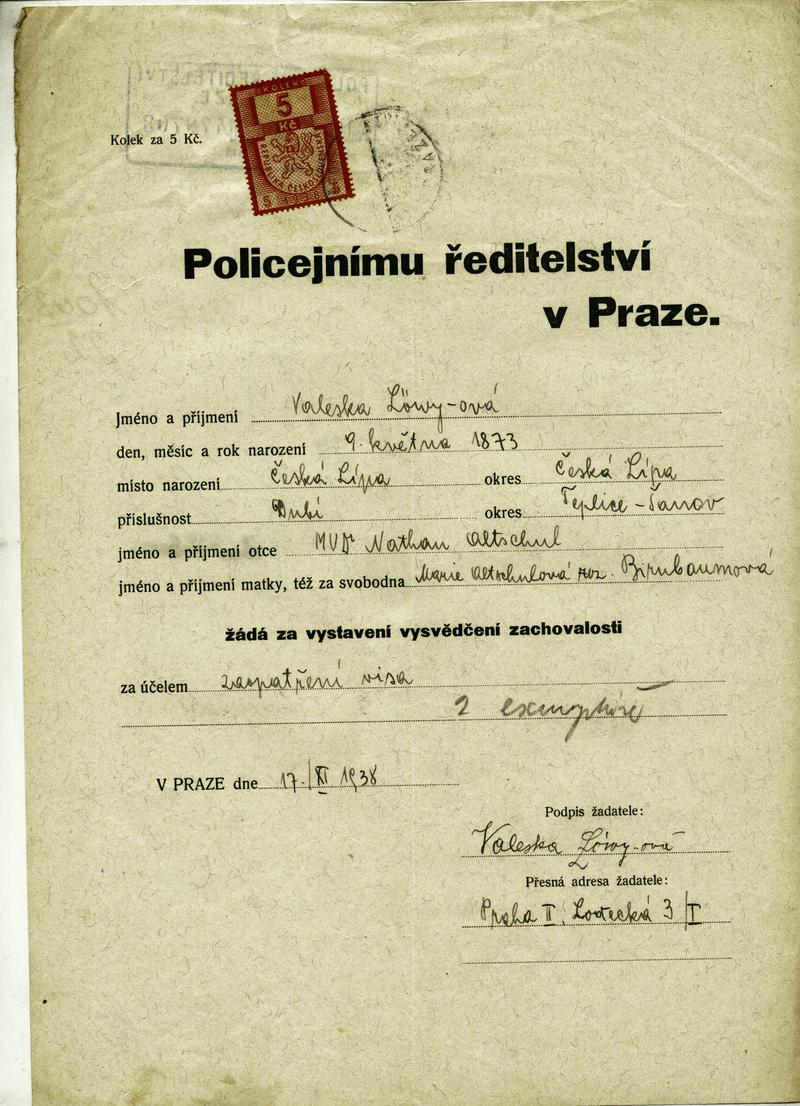 KOLEK
5
Kč
REPUBLIKA ČESKOSLOVENSKÁ
Kolek za 5 Kč.
Policejnímu ředitelství
v Praze.
Jméno a příjmení Valeska Löwy-ová
den, měsíc a rok narození 9. května 1873
místo narození Česká Lípa okres Česká Lípa
příslušnost Dubí okres Teplice-Šanov
jméno a příjmení otce MUDr Nathan Altschul
jméno a příjmení matky, též za svobodna Marie Altschulová roz. Birnbaumová
žádá za vystavení vysvědčení zachovalosti
za účelem zaopatření visa
2 exempláře
V PRAZE dne 17./XI 1938
Podpis žadatele:
Valeska Löwy-ová
Přesná adresa žadatele:
Praha II, Lodecká 3/I